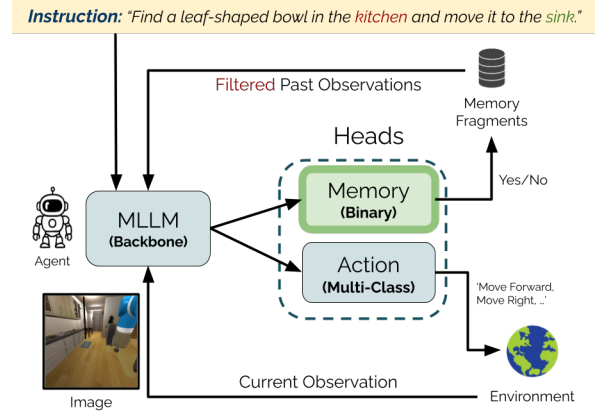 Instruction: “Find a leaf-shaped bowl in the kitchen and move it to the sink.”
Filtered Past Observations
Memory
Fragments
Heads
Yes/No
Memory
(Binary)
MLLM
(Backbone)
Agent
Action
(Multi-Class)
‘Move Forward,
Move Right, ...’
Current Observation
Image
Environment